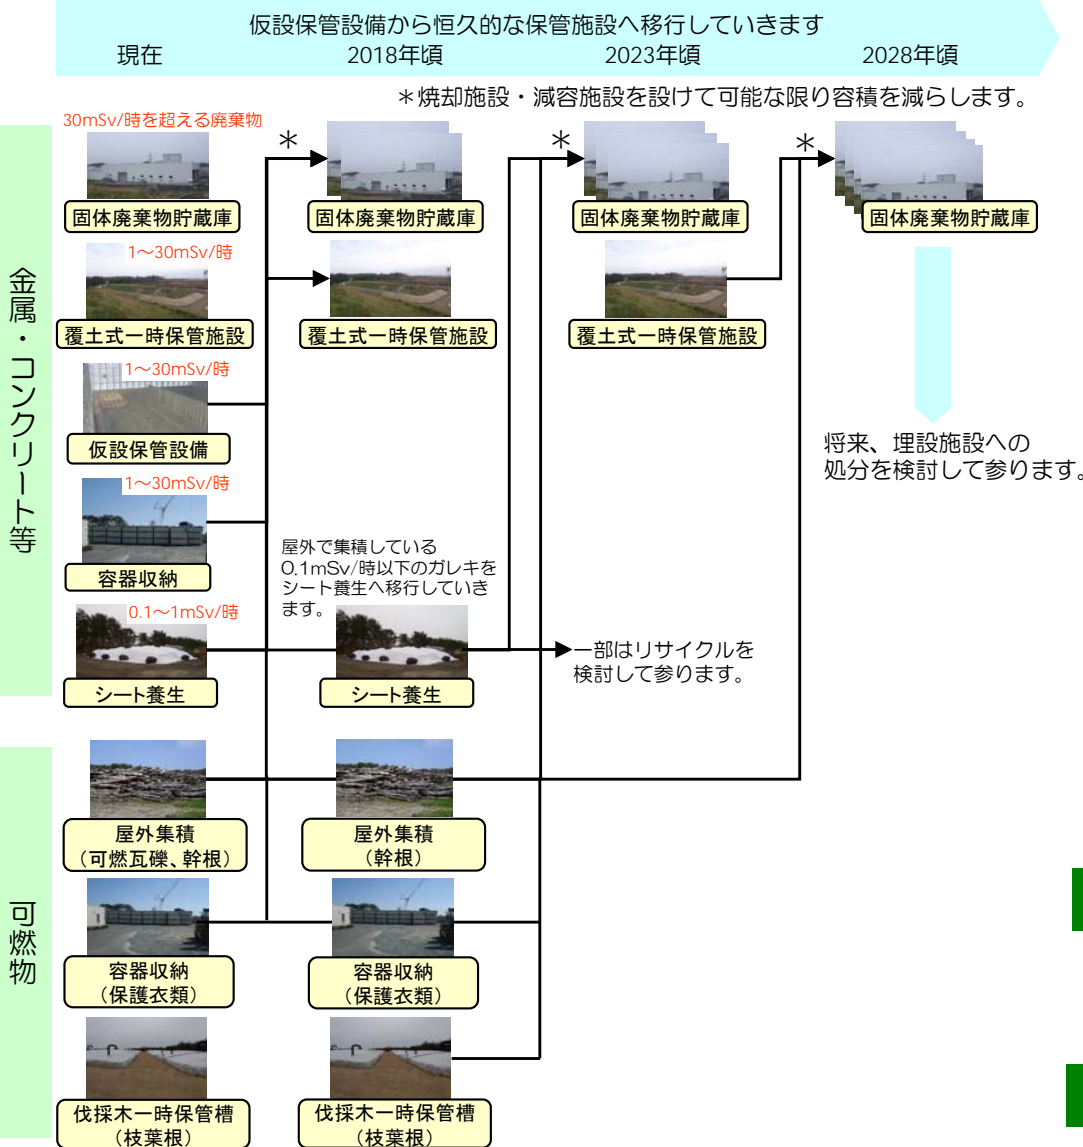 仮設保管設備から恒久的な保管施設へ移行していきます
現在
2018年頃
2023年頃
2028年頃
＊焼却施設・減容施設を設けて可能な限り容積を減らします。
金属・コンクリート等
30mSv/時を超える廃棄物
＊
＊
＊
固体廃棄物貯蔵庫
固体廃棄物貯蔵庫
固体廃棄物貯蔵庫
固体廃棄物貯蔵庫
1～30mSv/時
覆土式一時保管施設
覆土式一時保管施設
覆土式一時保管施設
1～30mSv/時
仮設保管設備
将来、埋設施設への
処分を検討して参ります。
1～30mSv/時
容器収納
屋外で集積している
0.1mSv/時以下のガレキを
シート養生へ移行していき
ます。
0.1～1mSv/時
シート養生
シート養生
一部はリサイクルを
検討して参ります。
可燃物
屋外集積
（可燃瓦礫、幹根）
屋外集積
（幹根）
容器収納
（保護衣類）
容器収納
（保護衣類）
伐採木一時保管槽
（枝葉根）
伐採木一時保管槽
（枝葉根）